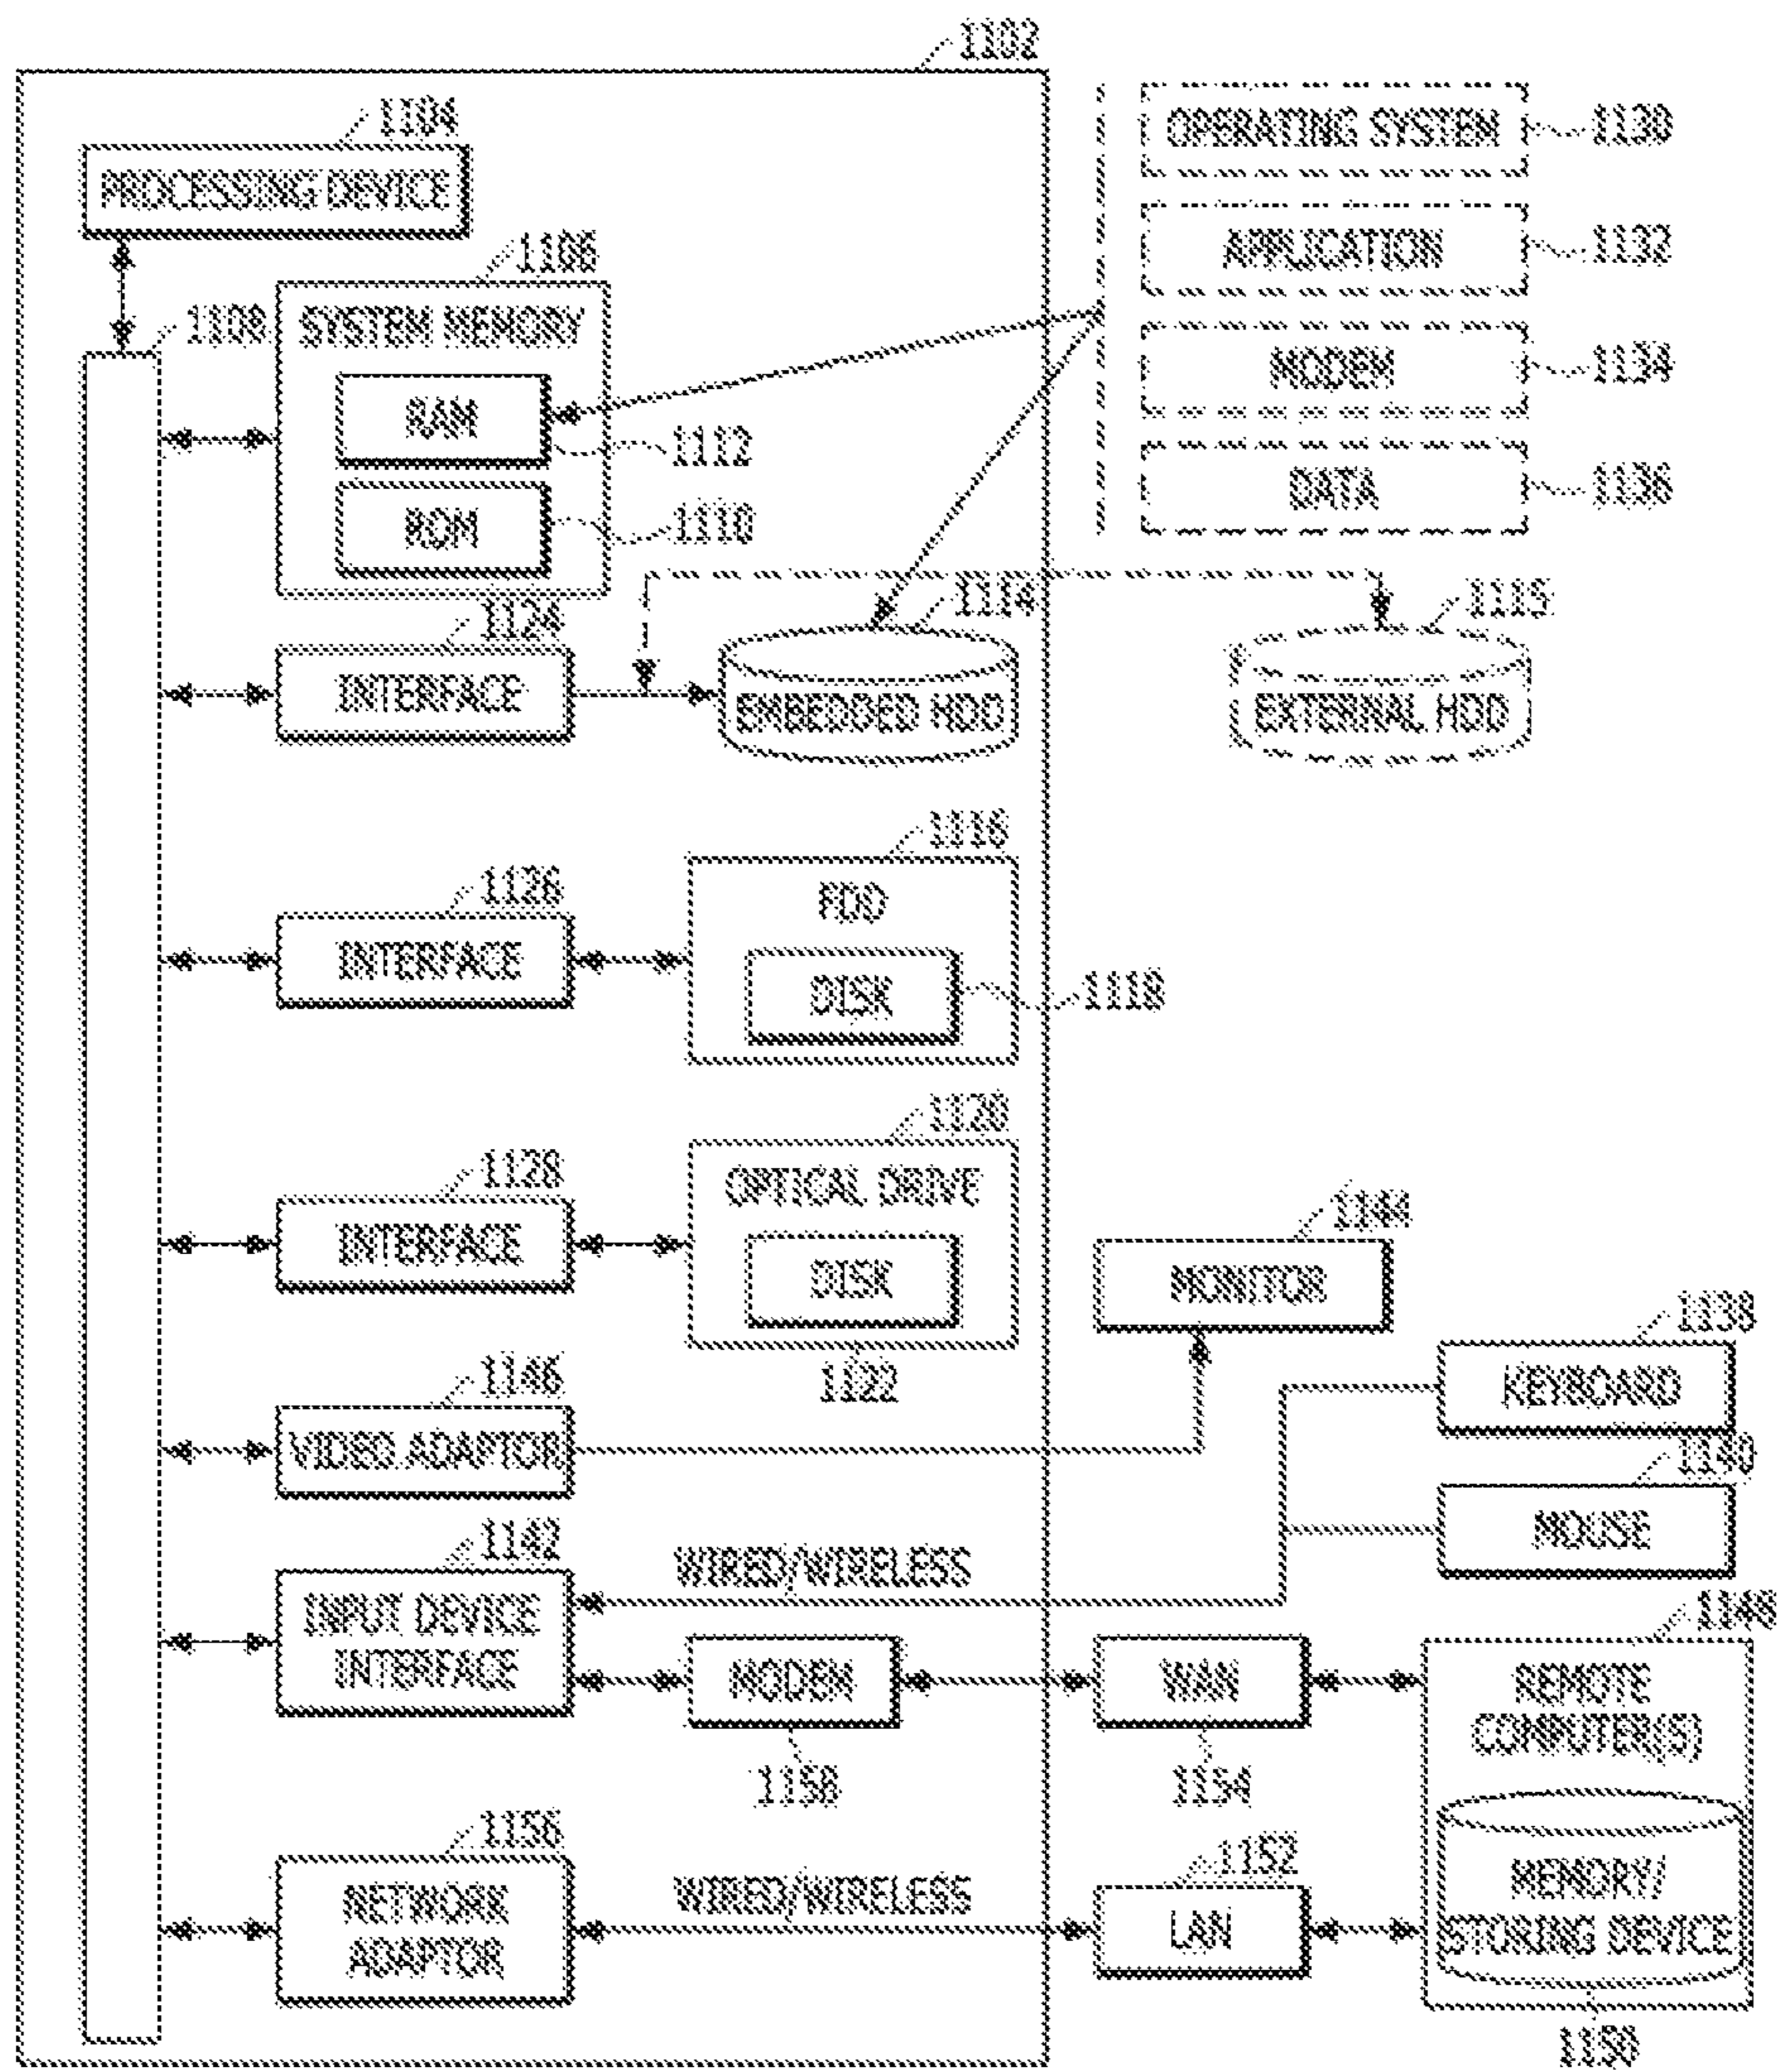 1102
1104
PROCESSING DEVICE
1106
SYSTEM MEMORY
1108
RAM
1112
ROM
1110
OPERATING SYSTEM
1130
APPLICATION
1132
MODEM
1134
DATA
1136
1124
INTERFACE
1114
EMBEDDED HDD
1115
EXTERNAL HDD
1116
FDD
1126
INTERFACE
DISK
1118
1120
OPTICAL DRIVE
1128
INTERFACE
DISK
1122
1144
MONITOR
1138
KEYBOARD
1146
VIDEO ADAPTOR
1140
MOUSE
1142
INPUT DEVICE
INTERFACE
WIRED/WIRELESS
MODEM
1158
WAN
1154
1148
REMOTE
COMPUTER(S)
1156
NETWORK
ADAPTOR
WIRED/WIRELESS
1152
LAN
MEMORY/
STORING DEVICE
1150